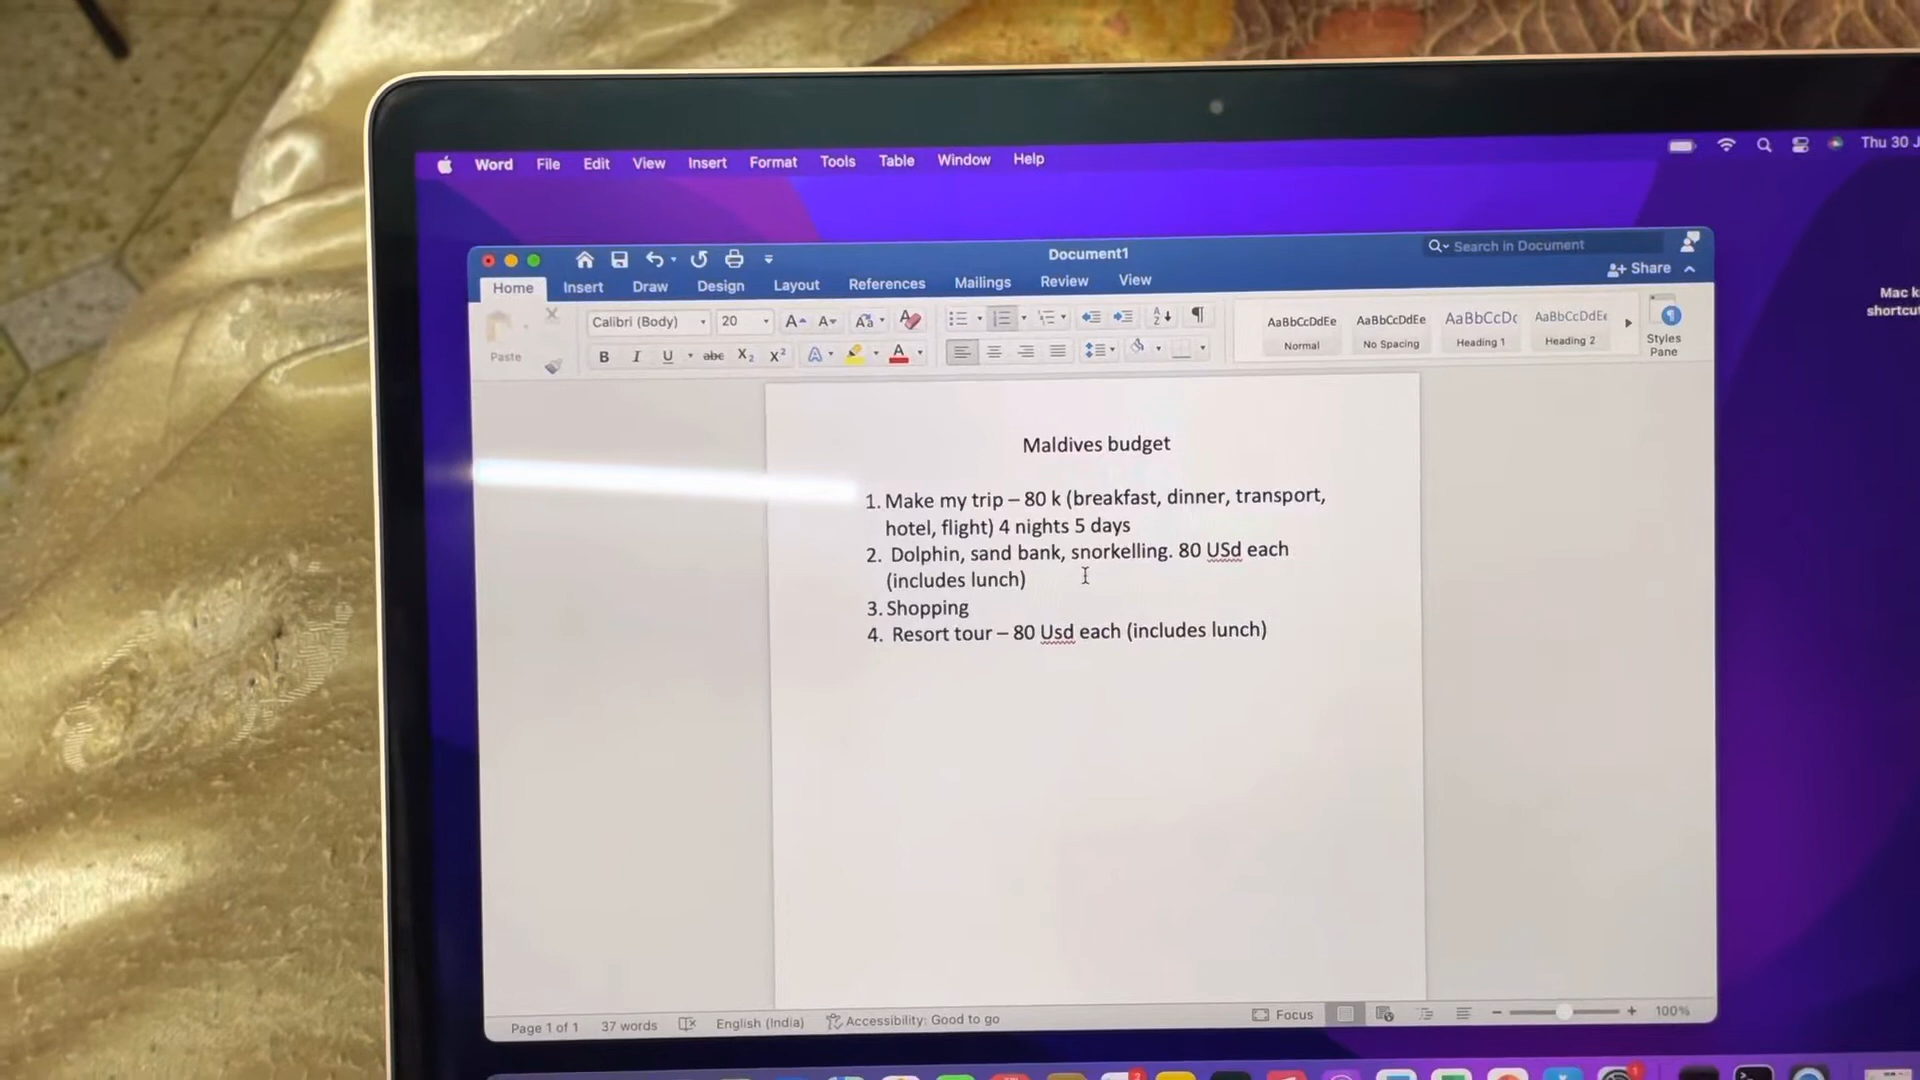 Word File Edit View Insert Format Tools Table Window Help Thu 30 J
Document1
Search in Document
Home Insert Draw Design Layout References Mailings Review View
Share
Mac k
shortcut
Calibri (Body) 20
Paste
AaBbCcDdEe AaBbCcDdEe AaBbCcDc AaBbCcDdEe
Normal No Spacing Heading 1 Heading 2
Styles
Pane
Maldives budget
1. Make my trip – 80 k (breakfast, dinner, transport,
hotel, flight) 4 nights 5 days
2. Dolphin, sand bank, snorkelling. 80 USd each
(includes lunch)
3. Shopping
4. Resort tour – 80 Usd each (includes lunch)
Page 1 of 1 37 words English (India) Accessibility: Good to go Focus 100%